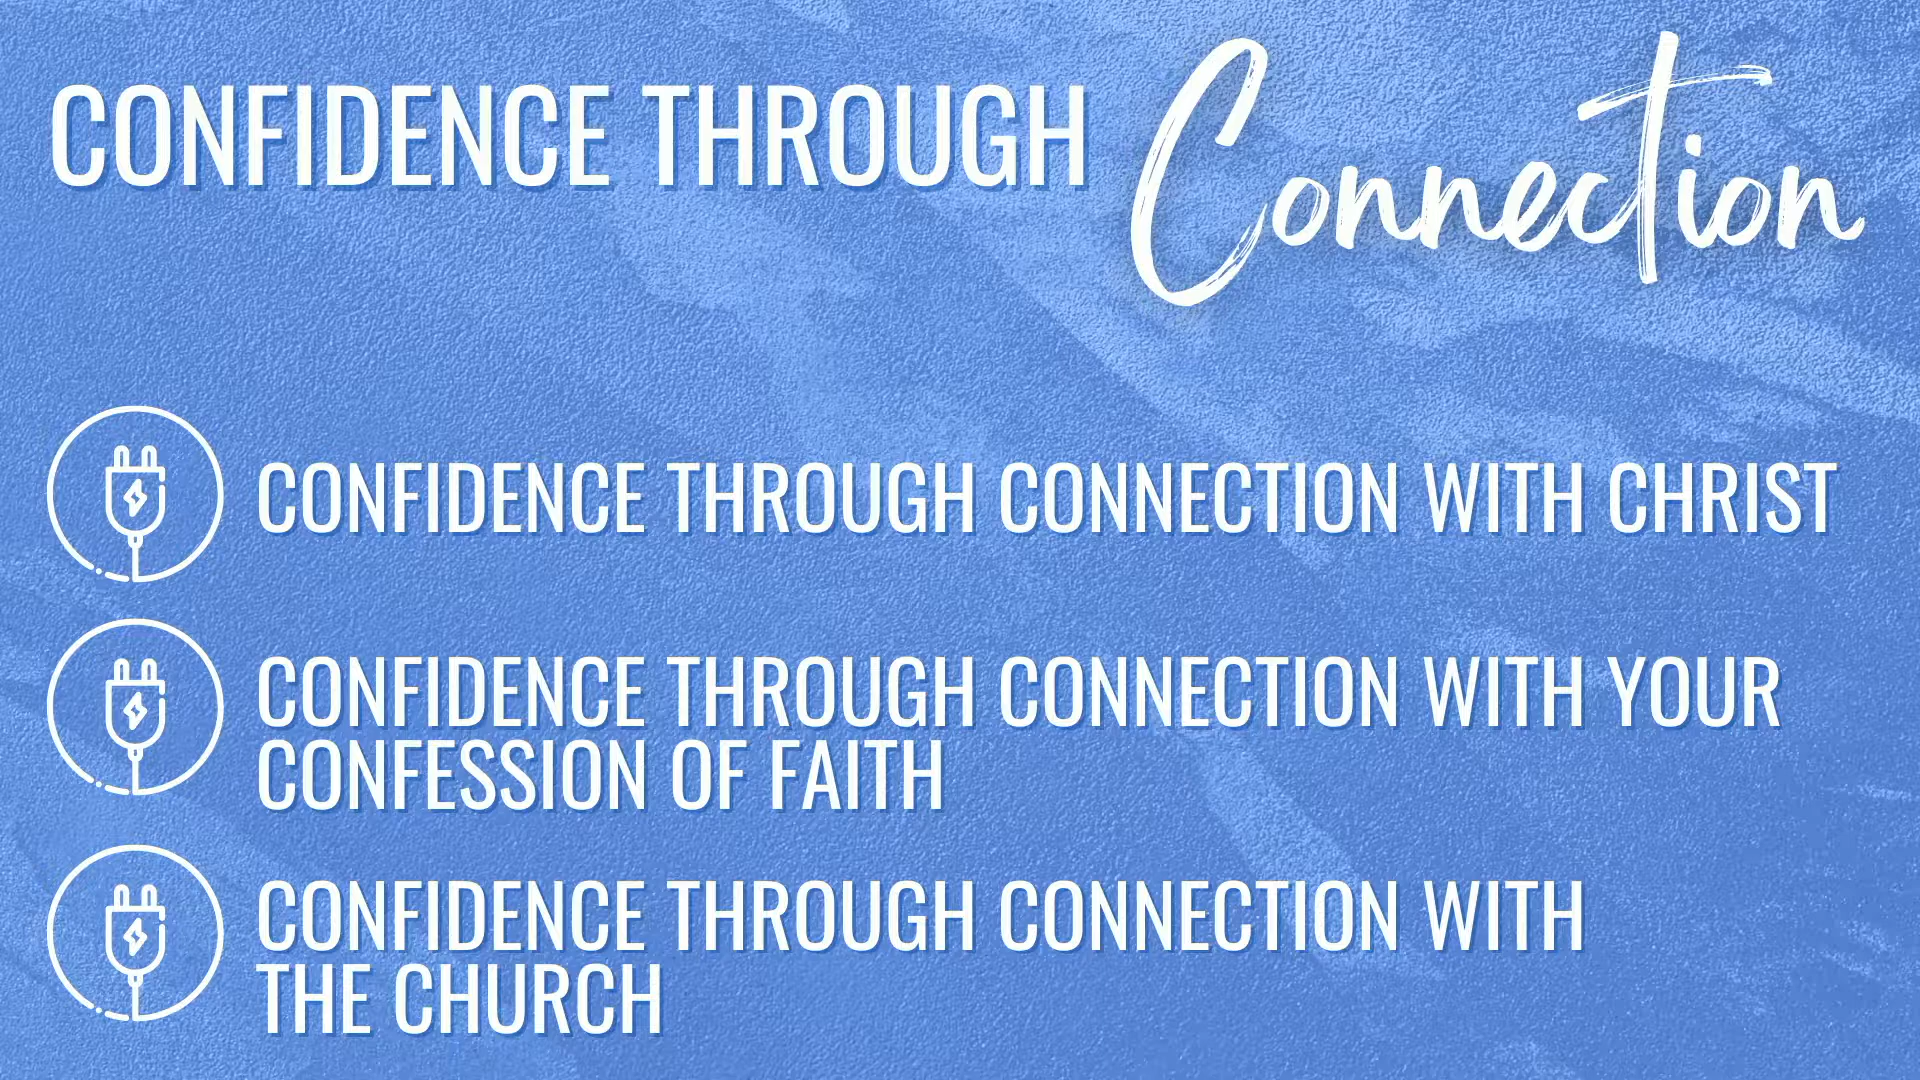 CONFIDENCE THROUGH Connection
CONFIDENCE THROUGH CONNECTION WITH CHRIST
CONFIDENCE THROUGH CONNECTION WITH YOUR
CONFESSION OF FAITH
CONFIDENCE THROUGH CONNECTION WITH
THE CHURCH